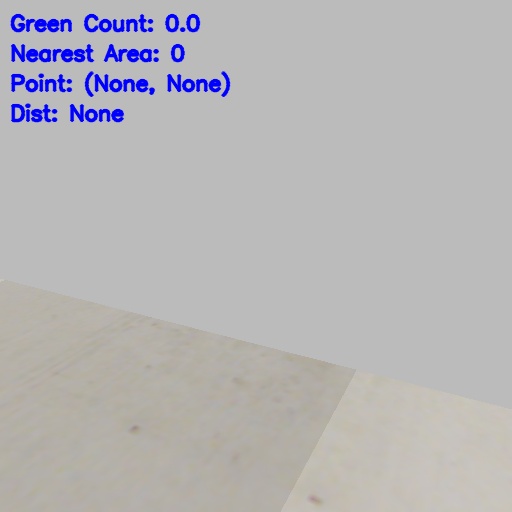 Green Count: 0.0
Nearest Area: 0
Point: (None, None)
Dist: None